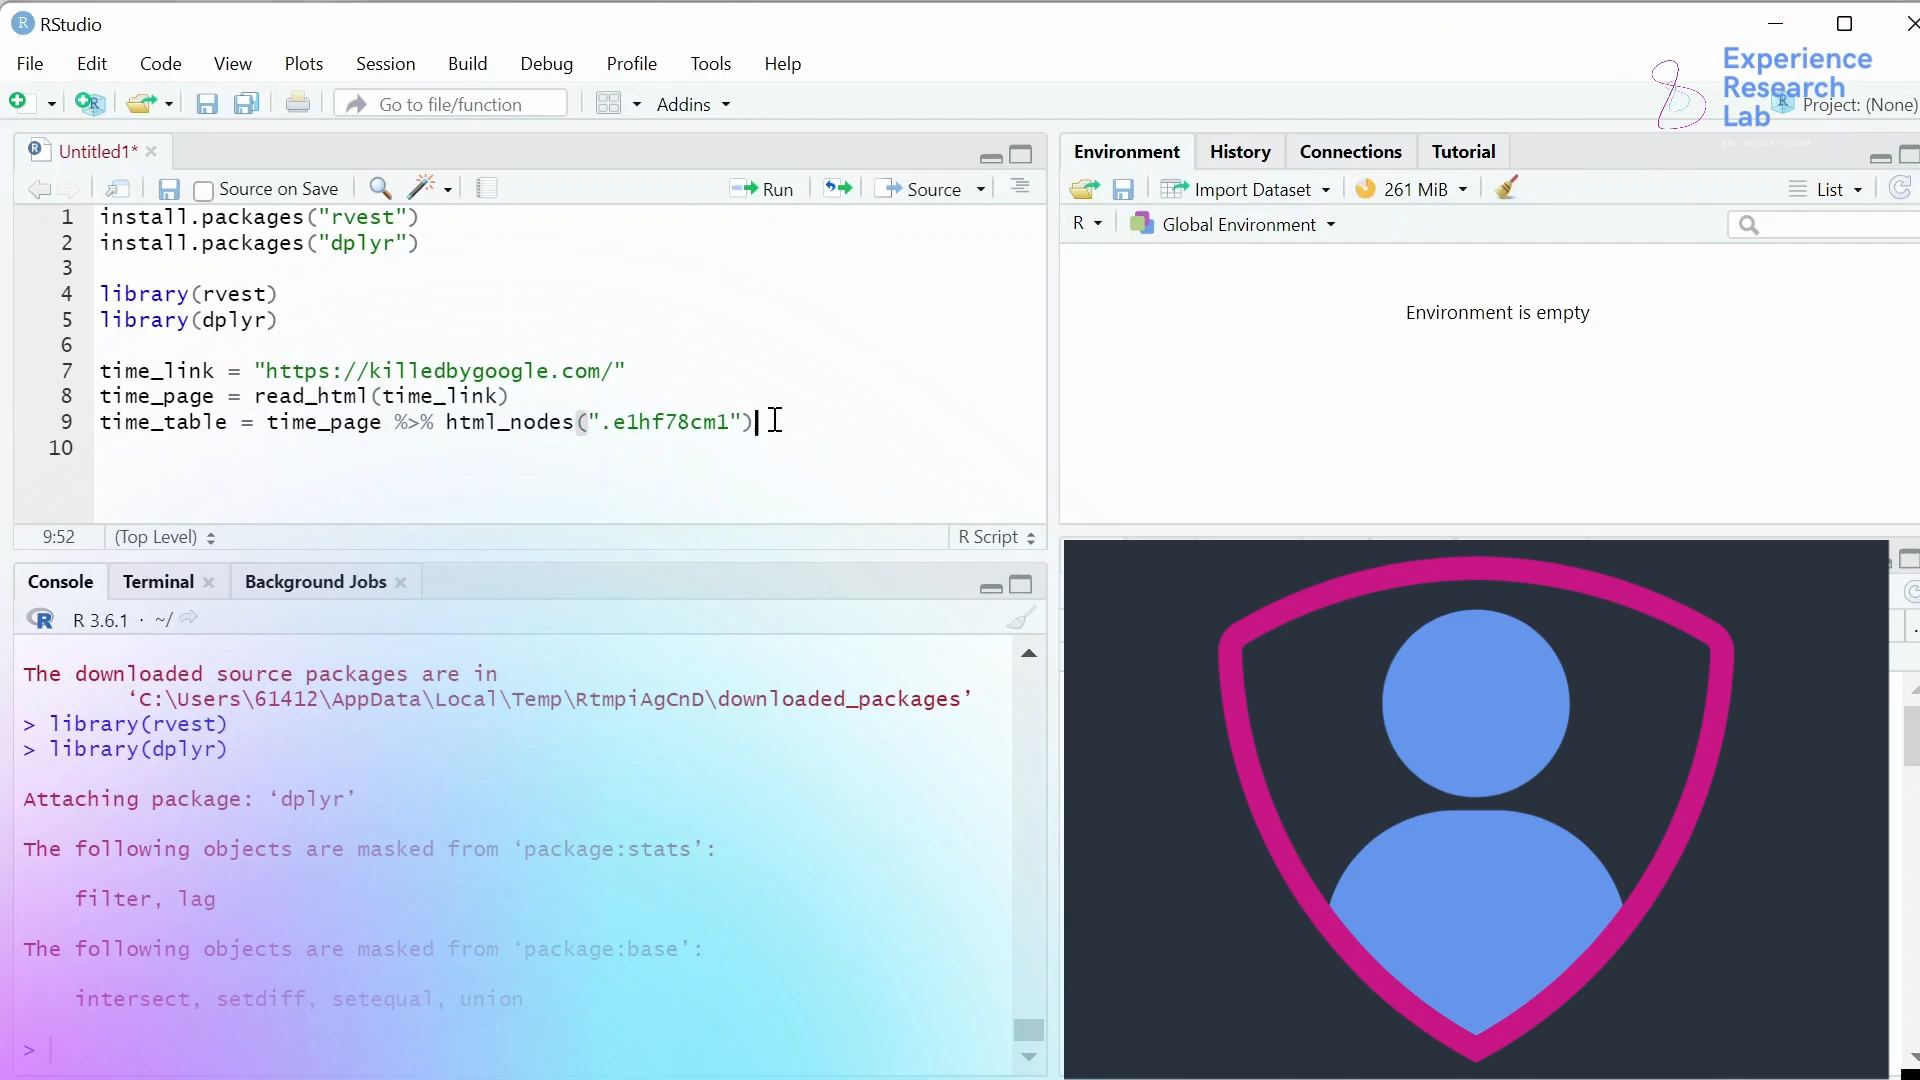 RStudio
File Edit Code View Plots Session Build Debug Profile Tools Help
Experience
Research
Lab
Go to file/function
Addins
Project: (None)
Untitled1*
Source on Save
Run
Source
1 install.packages("rvest")
2 install.packages("dplyr")
3
4 library(rvest)
5 library(dplyr)
6
7 time_link = "https://killedbygoogle.com/"
8 time_page = read_html(time_link)
9 time_table = time_page %>% html_nodes(".e1hf78cm1")
10
9:52 (Top Level) R Script
Environment History Connections Tutorial
Import Dataset 261 MiB List
R Global Environment
Environment is empty
Console Terminal Background Jobs
R 3.6.1 · ~/
The downloaded source packages are in
‘C:\Users\61412\AppData\Local\Temp\RtmpiAgCnD\downloaded_packages’
> library(rvest)
> library(dplyr)
Attaching package: ‘dplyr’
The following objects are masked from ‘package:stats’:
filter, lag
The following objects are masked from ‘package:base’:
intersect, setdiff, setequal, union
>